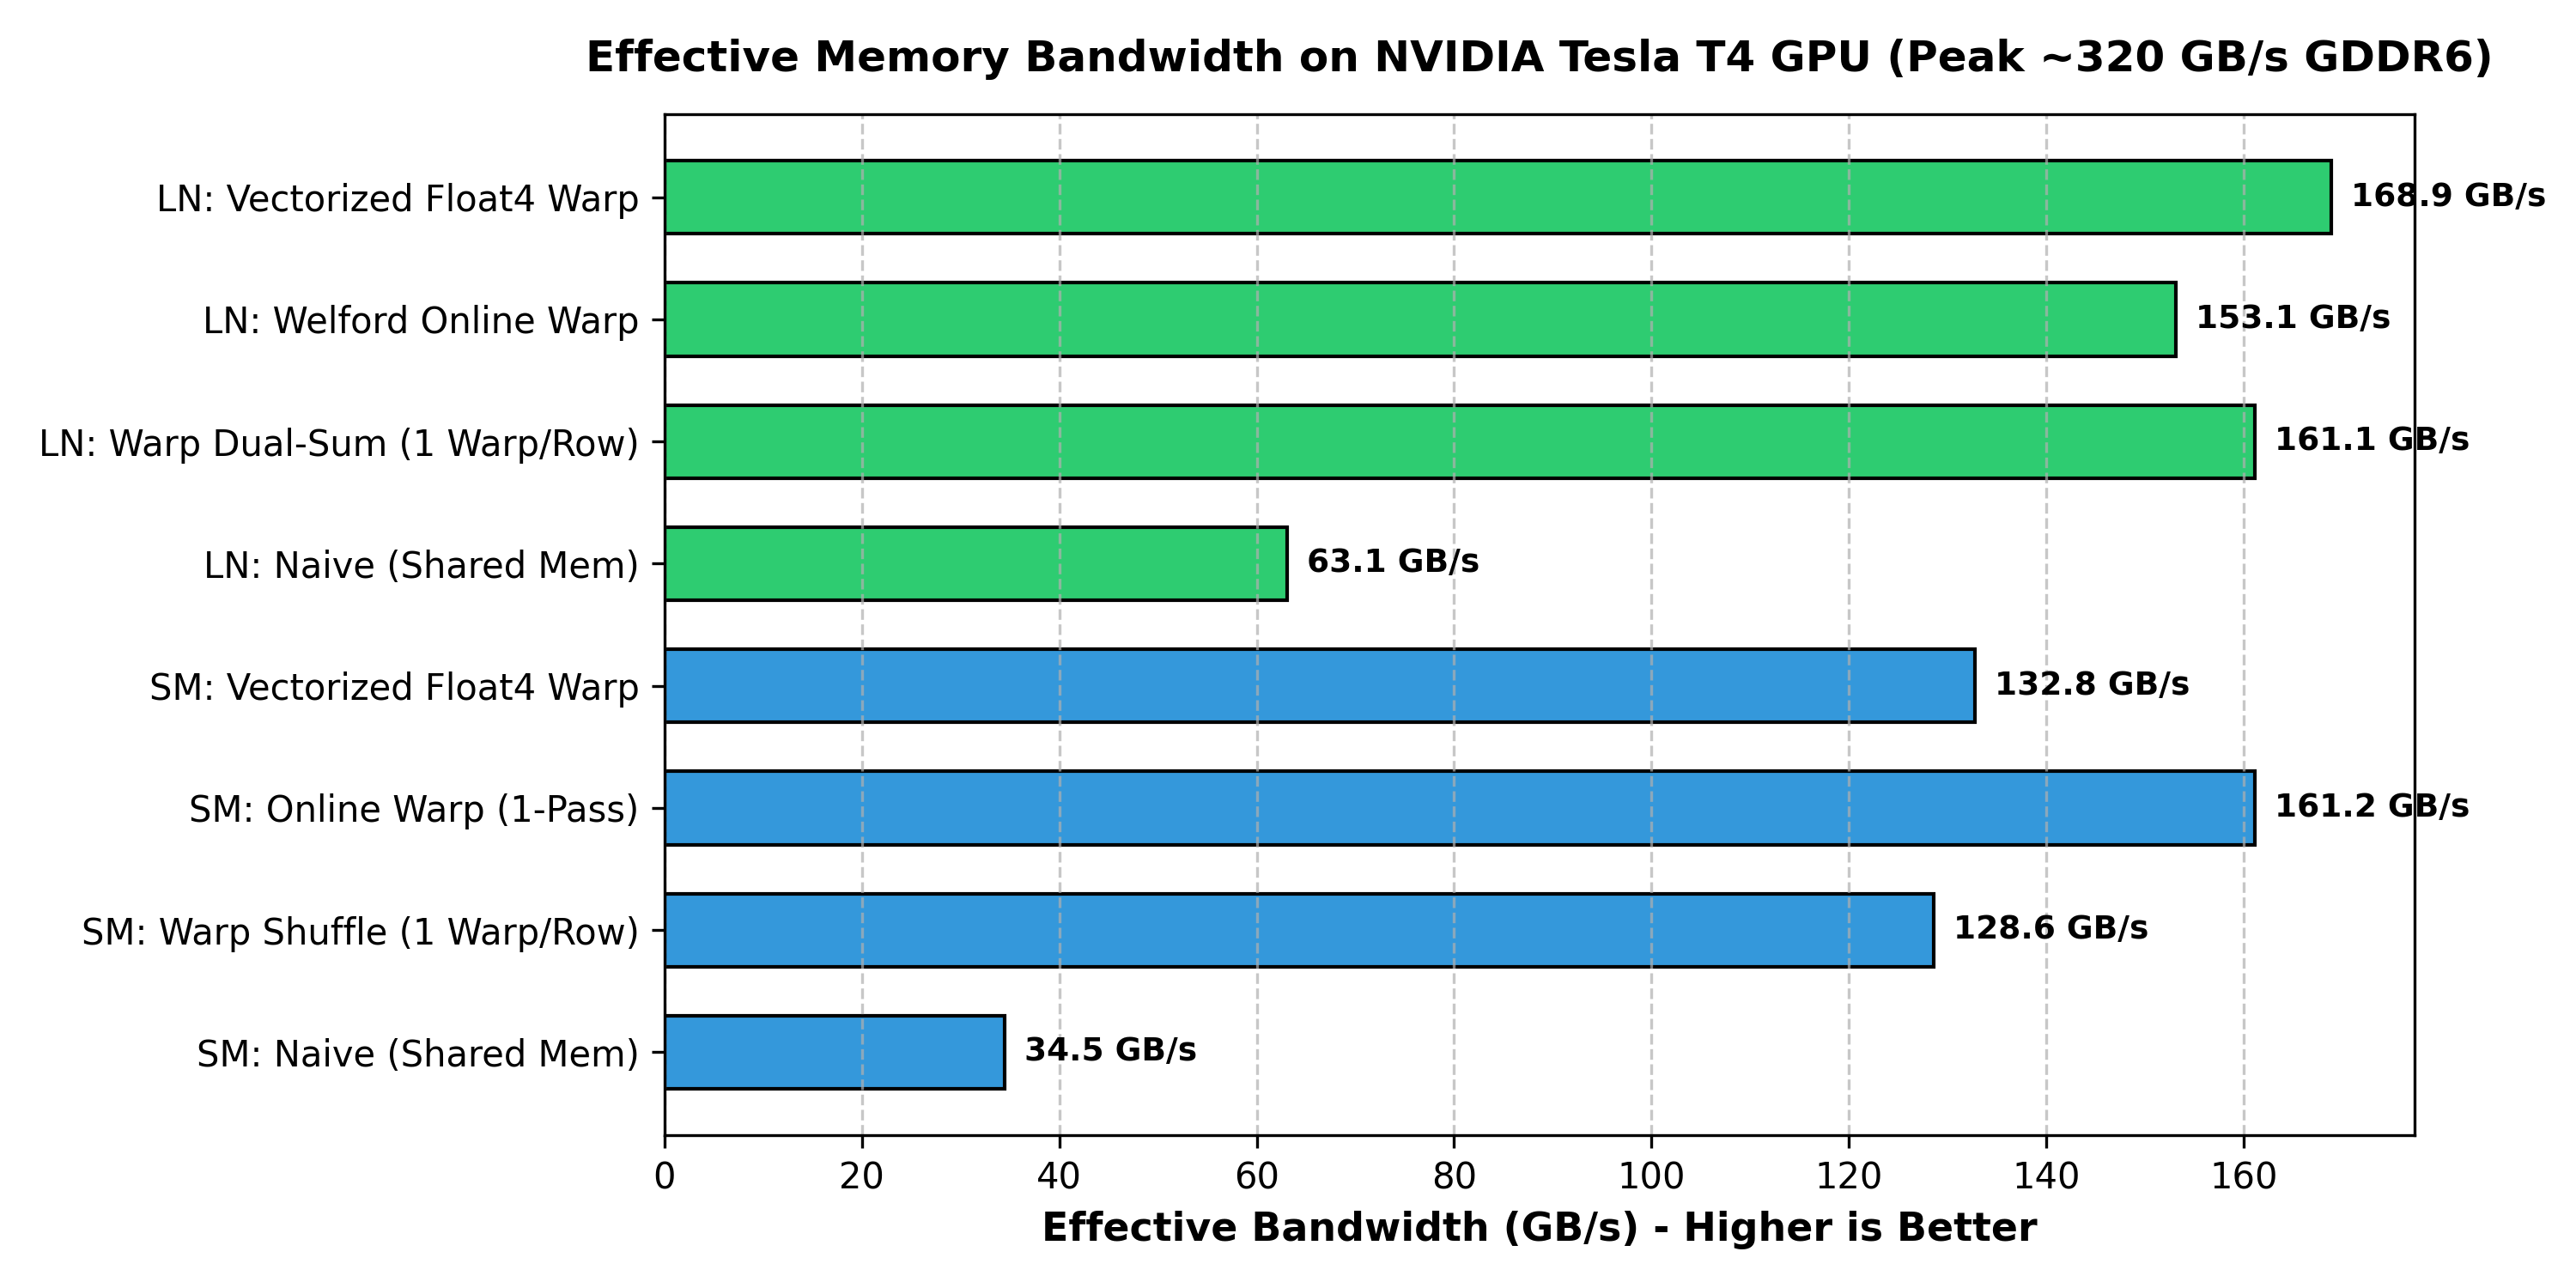 Effective Memory Bandwidth on NVIDIA Tesla T4 GPU (Peak ~320 GB/s GDDR6)
LN: Vectorized Float4 Warp 168.9 GB/s
LN: Welford Online Warp 153.1 GB/s
LN: Warp Dual-Sum (1 Warp/Row) 161.1 GB/s
LN: Naive (Shared Mem) 63.1 GB/s
SM: Vectorized Float4 Warp 132.8 GB/s
SM: Online Warp (1-Pass) 161.2 GB/s
SM: Warp Shuffle (1 Warp/Row) 128.6 GB/s
SM: Naive (Shared Mem) 34.5 GB/s
0 20 40 60 80 100 120 140 160
Effective Bandwidth (GB/s) - Higher is Better